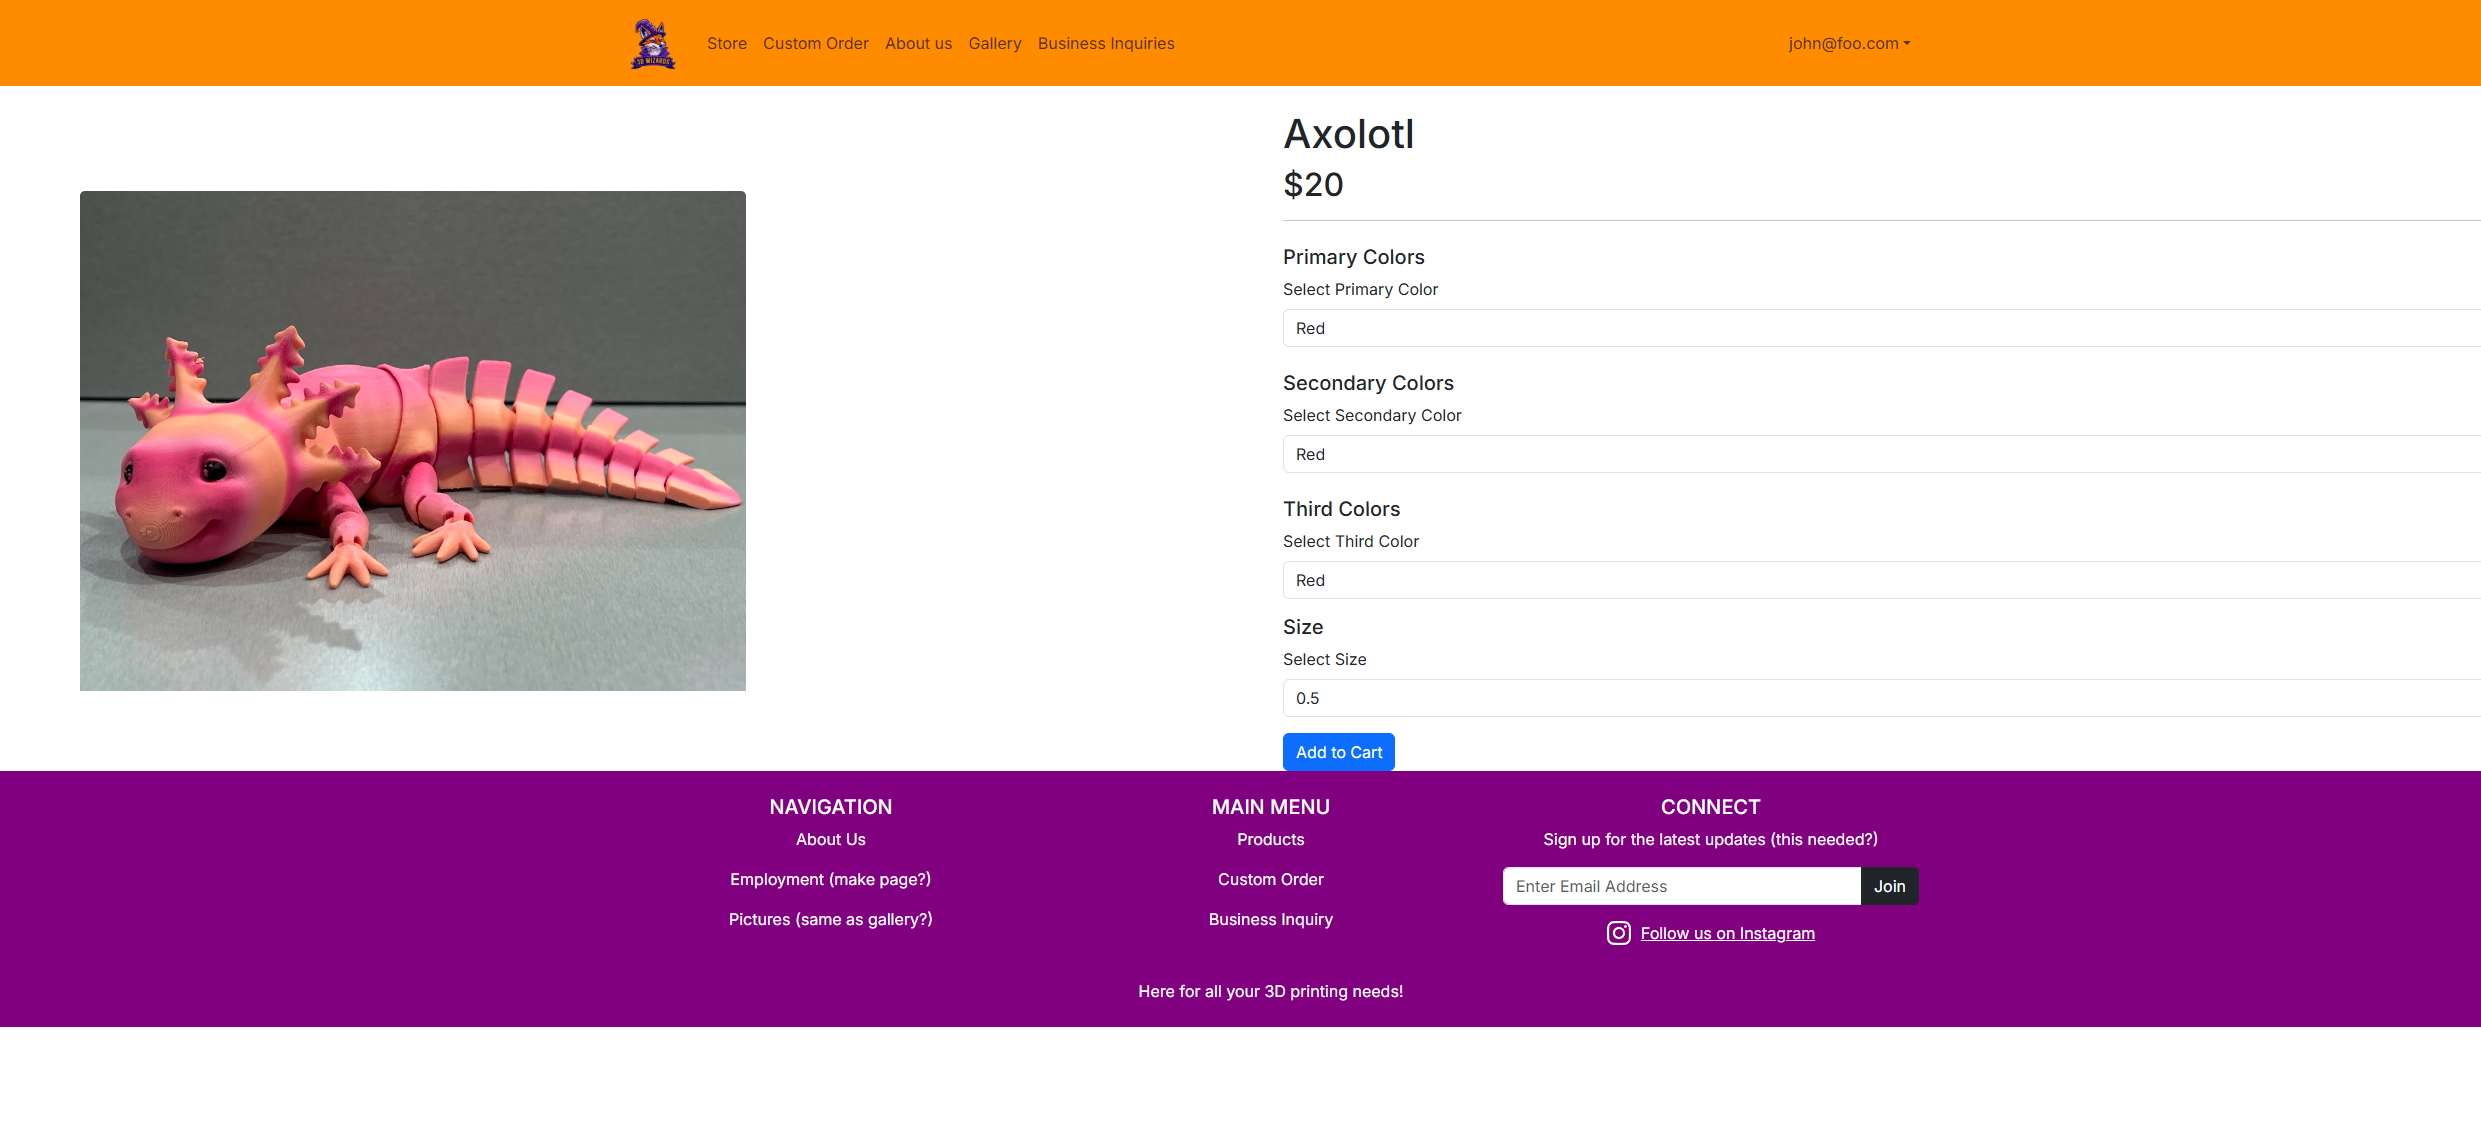 3D WIZARDS
Store Custom Order About us Gallery Business Inquiries john@foo.com
Axolotl
$20
Primary Colors
Select Primary Color
Red
Secondary Colors
Select Secondary Color
Red
Third Colors
Select Third Color
Red
Size
Select Size
0.5
Add to Cart
NAVIGATION
About Us
Employment (make page?)
Pictures (same as gallery?)
MAIN MENU
Products
Custom Order
Business Inquiry
CONNECT
Sign up for the latest updates (this needed?)
Enter Email Address Join
Follow us on Instagram
Here for all your 3D printing needs!